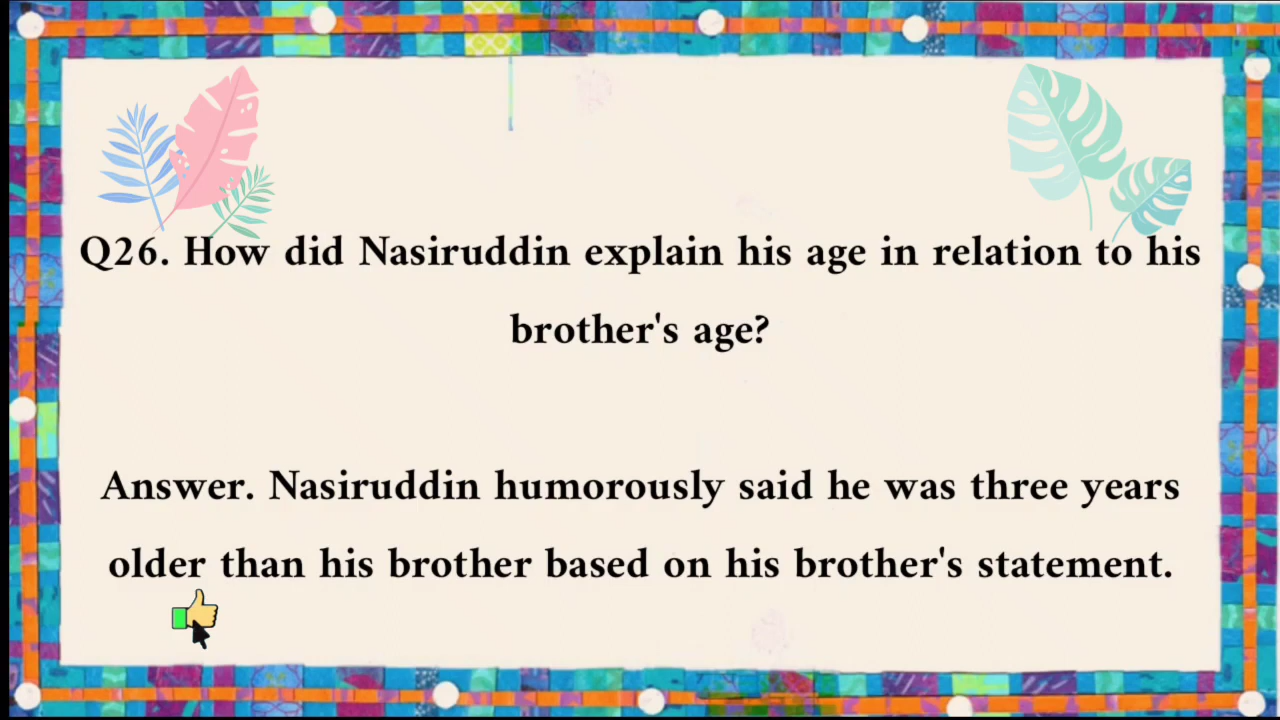 Q26. How did Nasiruddin explain his age in relation to his
brother's age?
Answer. Nasiruddin humorously said he was three years
older than his brother based on his brother's statement.